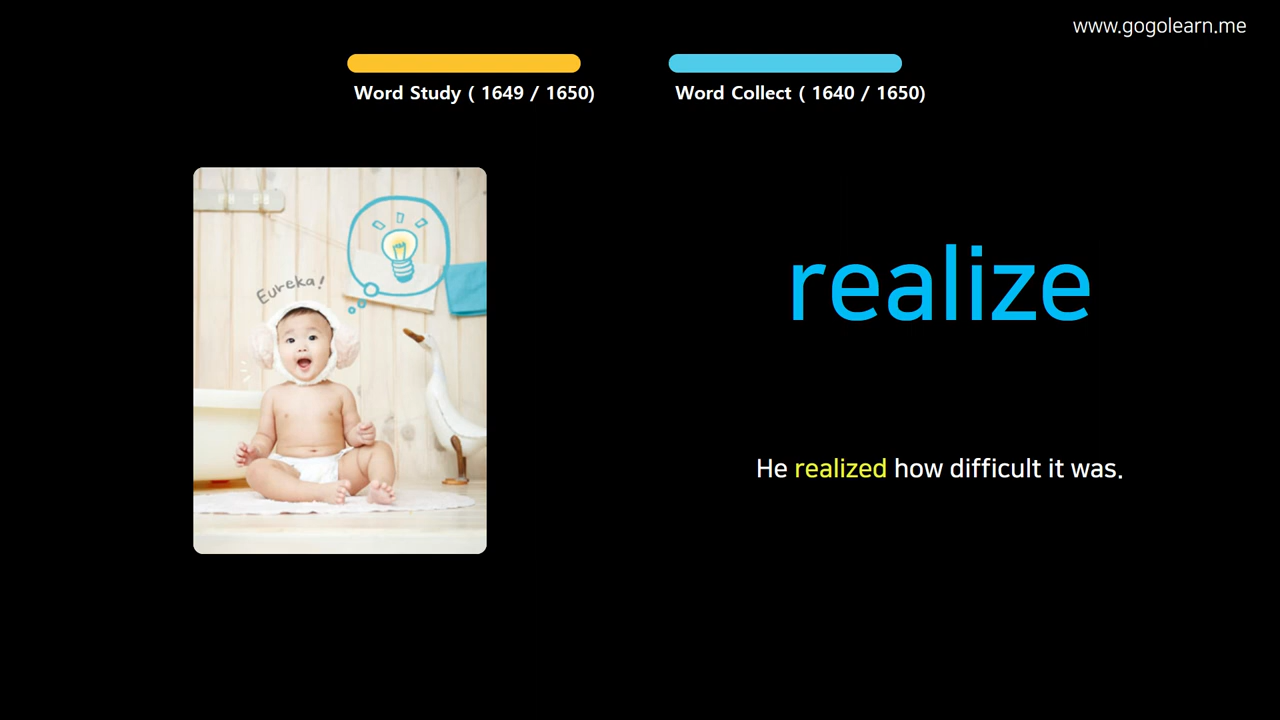 www.gogolearn.me
Word Study ( 1649 / 1650)
Word Collect ( 1640 / 1650)
Eureka!
realize
He realized how difficult it was.